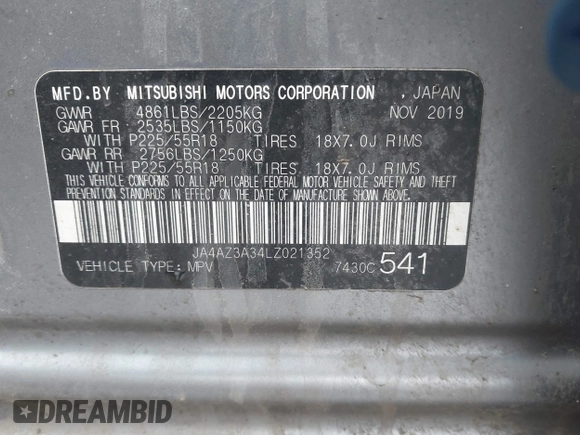 MFD.BY MITSUBISHI MOTORS CORPORATION . JAPAN
GVWR 4861LBS/2205KG NOV 2019
GAWR FR 2535LBS/1150KG
WITH P225/55R18 TIRES 18X7.0J RIMS
GAWR RR 2756LBS/1250KG
WITH P225/55R18 TIRES 18X7.0J RIMS
THIS VEHICLE CONFORMS TO ALL APPLICABLE FEDERAL MOTOR VEHICLE SAFETY AND THEFT
PREVENTION STANDARDS IN EFFECT ON THE DATE OF MANUFACTURE SHOWN ABOVE.
JA4AZ3A34LZ021352
VEHICLE TYPE:MPV 7430C 541
DREAMBID